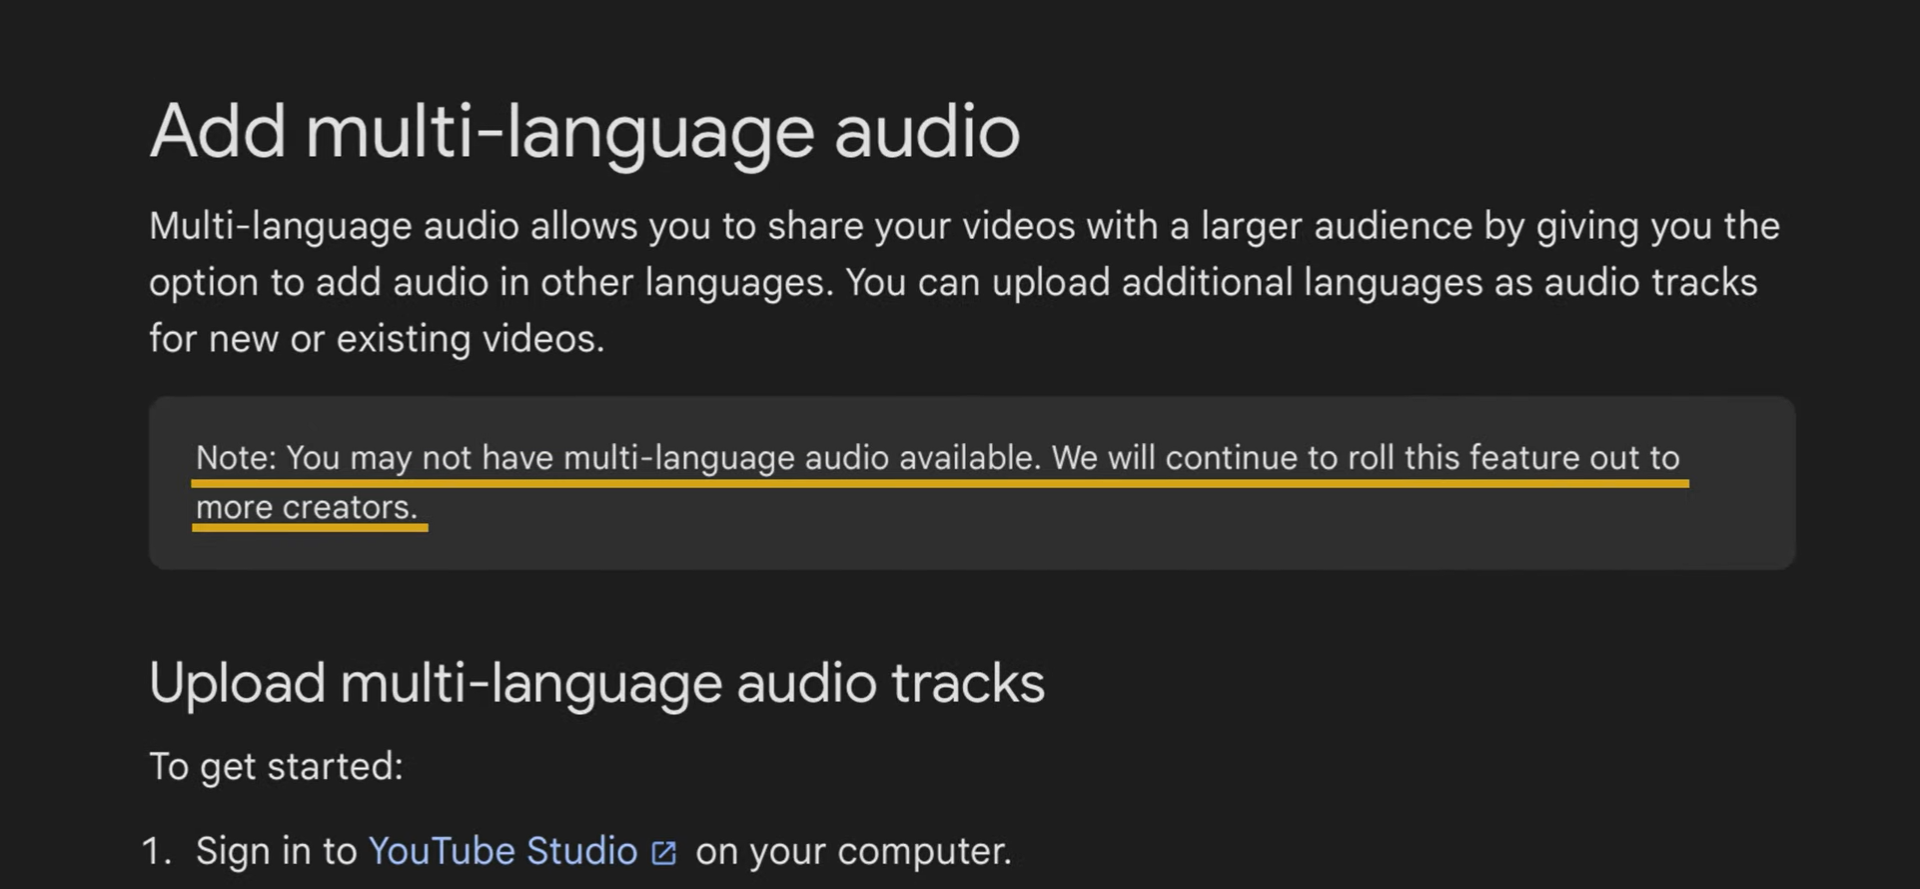 Add multi-language audio
Multi-language audio allows you to share your videos with a larger audience by giving you the
option to add audio in other languages. You can upload additional languages as audio tracks
for new or existing videos.
Note: You may not have multi-language audio available. We will continue to roll this feature out to
more creators.
Upload multi-language audio tracks
To get started:
1. Sign in to YouTube Studio on your computer.